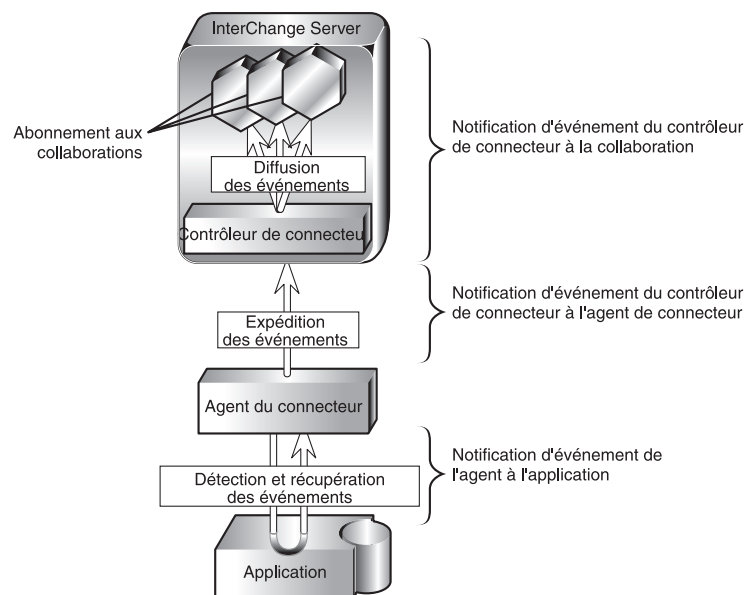 InterChange Server
Abonnement aux
collaborations
Diffusion
des événements
Contrôleur de connecteu
Notification d'événement du contrôleur
de connecteur à la collaboration
Expédition
des événements
Notification d'événement du contrôleur
de connecteur à l'agent de connecteur
Agent du connecteur
Détection et récupération
des événements
Notification d'événement de
l'agent à l'application
Application